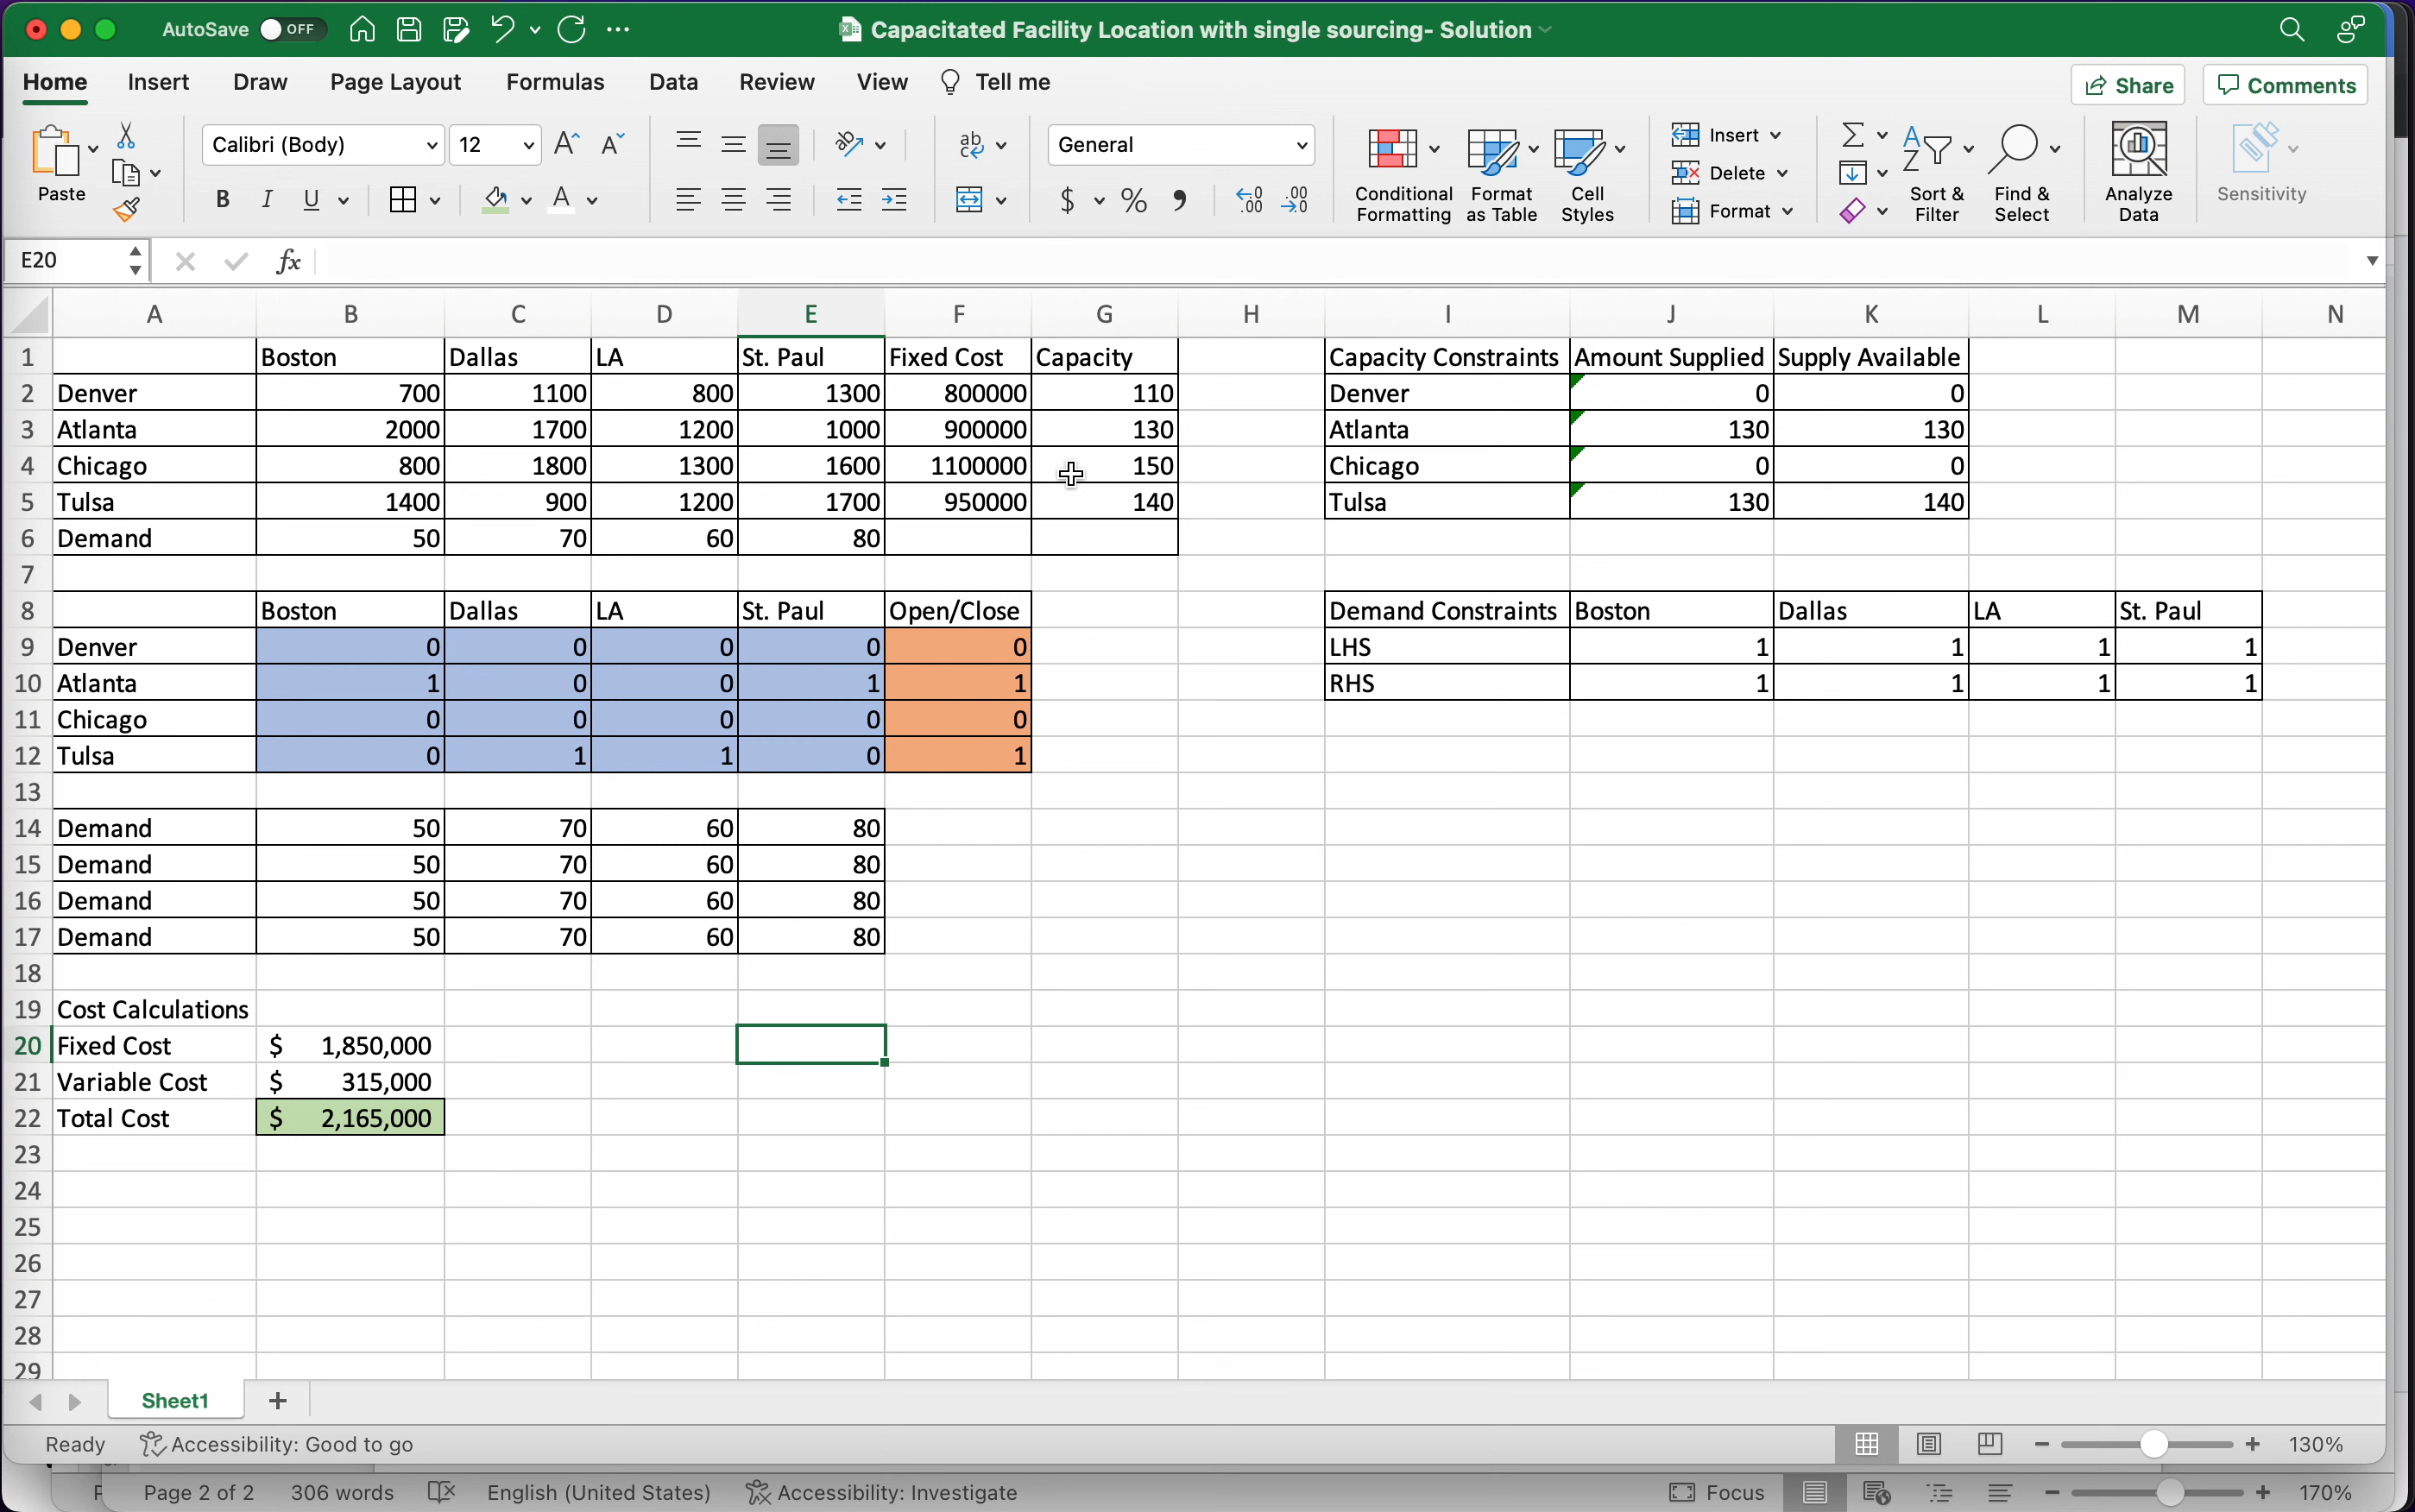 AutoSave OFF Capacitated Facility Location with single sourcing- Solution
Home Insert Draw Page Layout Formulas Data Review View Tell me Share Comments
Paste Calibri (Body) 12 A A ab General Conditional Formatting Format as Table Cell Styles Insert Delete Format Sort & Filter Find & Select Analyze Data Sensitivity
B I U A $ % 9
E20 fx
A B C D E F G H I J K L M N
1 Boston Dallas LA St. Paul Fixed Cost Capacity Capacity Constraints Amount Supplied Supply Available
2 Denver 700 1100 800 1300 800000 110 Denver 0 0
3 Atlanta 2000 1700 1200 1000 900000 130 Atlanta 130 130
4 Chicago 800 1800 1300 1600 1100000 150 Chicago 0 0
5 Tulsa 1400 900 1200 1700 950000 140 Tulsa 130 140
6 Demand 50 70 60 80
7
8 Boston Dallas LA St. Paul Open/Close Demand Constraints Boston Dallas LA St. Paul
9 Denver 0 0 0 0 0 LHS 1 1 1 1
10 Atlanta 1 0 0 1 1 RHS 1 1 1 1
11 Chicago 0 0 0 0 0
12 Tulsa 0 1 1 0 1
13
14 Demand 50 70 60 80
15 Demand 50 70 60 80
16 Demand 50 70 60 80
17 Demand 50 70 60 80
18
19 Cost Calculations
20 Fixed Cost $ 1,850,000
21 Variable Cost $ 315,000
22 Total Cost $ 2,165,000
23
24
25
26
27
28
29
Sheet1 +
Ready Accessibility: Good to go 130%
Page 2 of 2 306 words English (United States) Accessibility: Investigate Focus 170%